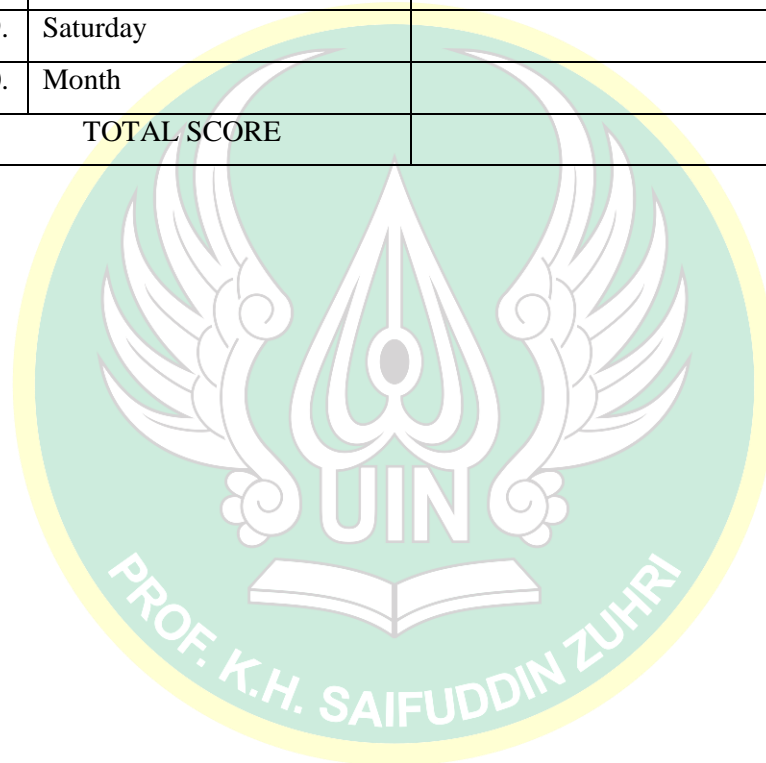 . Saturday
. Month
TOTAL SCORE
UIN
PROF. K.H. SAIFUDDIN ZUHRI